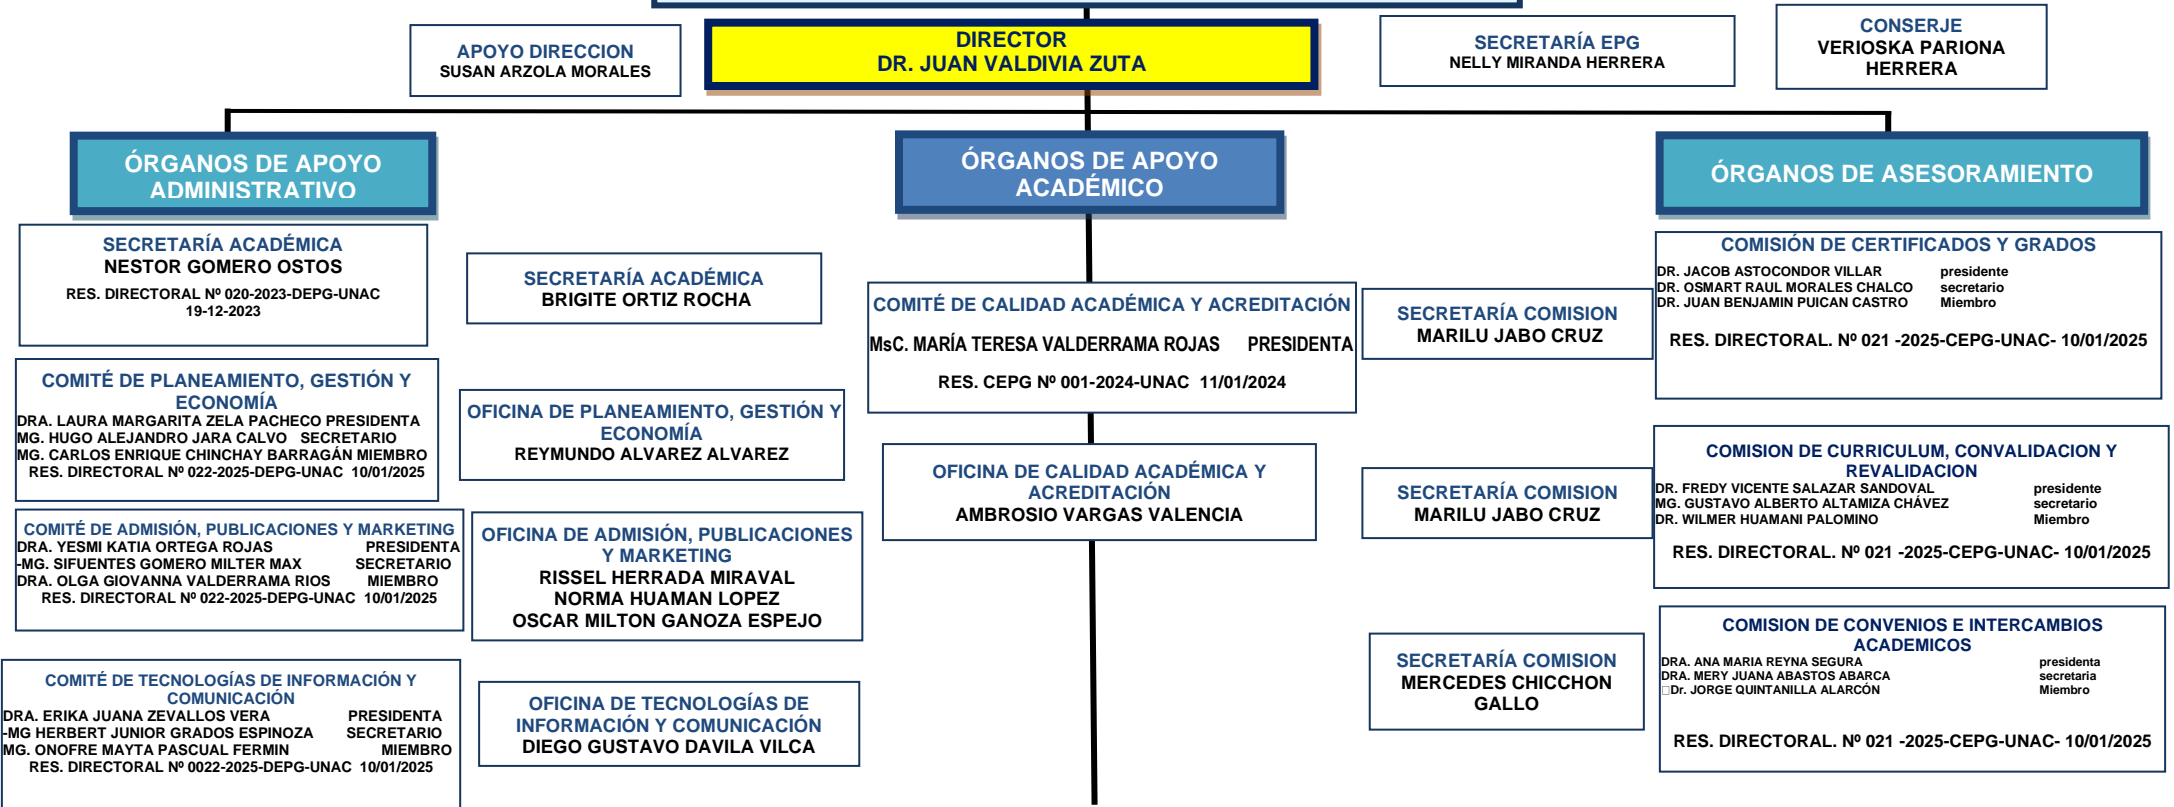 APOYO DIRECCION
SUSAN ARZOLA MORALES
DIRECTOR
DR. JUAN VALDIVIA ZUTA
SECRETARÍA EPG
NELLY MIRANDA HERRERA
CONSERJE
VERIOSKA PARIONA
HERRERA
ÓRGANOS DE APOYO
ADMINISTRATIVO
ÓRGANOS DE APOYO
ACADÉMICO
ÓRGANOS DE ASESORAMIENTO
SECRETARÍA ACADÉMICA
NESTOR GOMERO OSTOS
RES. DIRECTORAL Nº 020-2023-DEPG-UNAC
19-12-2023
SECRETARÍA ACADÉMICA
BRIGITE ORTIZ ROCHA
COMITÉ DE PLANEAMIENTO, GESTIÓN Y
ECONOMÍA
DRA. LAURA MARGARITA ZELA PACHECO PRESIDENTA
MG. HUGO ALEJANDRO JARA CALVO SECRETARIO
MG. CARLOS ENRIQUE CHINCHAY BARRAGÁN MIEMBRO
RES. DIRECTORAL Nº 022-2025-DEPG-UNAC 10/01/2025
OFICINA DE PLANEAMIENTO, GESTIÓN Y
ECONOMÍA
REYMUNDO ALVAREZ ALVAREZ
COMITÉ DE ADMISIÓN, PUBLICACIONES Y MARKETING
DRA. YESMI KATIA ORTEGA ROJAS PRESIDENTA
-MG. SIFUENTES GOMERO MILTER MAX SECRETARIO
DRA. OLGA GIOVANNA VALDERRAMA RIOS MIEMBRO
RES. DIRECTORAL Nº 022-2025-DEPG-UNAC 10/01/2025
OFICINA DE ADMISIÓN, PUBLICACIONES
Y MARKETING
RISSEL HERRADA MIRAVAL
NORMA HUAMAN LOPEZ
OSCAR MILTON GANOZA ESPEJO
COMITÉ DE TECNOLOGÍAS DE INFORMACIÓN Y
COMUNICACIÓN
DRA. ERIKA JUANA ZEVALLOS VERA PRESIDENTA
-MG HERBERT JUNIOR GRADOS ESPINOZA SECRETARIO
MG. ONOFRE MAYTA PASCUAL FERMIN MIEMBRO
RES. DIRECTORAL Nº 0022-2025-DEPG-UNAC 10/01/2025
OFICINA DE TECNOLOGÍAS DE
INFORMACIÓN Y COMUNICACIÓN
DIEGO GUSTAVO DAVILA VILCA
COMITÉ DE CALIDAD ACADÉMICA Y ACREDITACIÓN
MsC. MARÍA TERESA VALDERRAMA ROJAS PRESIDENTA
RES. CEPG Nº 001-2024-UNAC 11/01/2024
OFICINA DE CALIDAD ACADÉMICA Y
ACREDITACIÓN
AMBROSIO VARGAS VALENCIA
SECRETARÍA COMISION
MARILU JABO CRUZ
COMISIÓN DE CERTIFICADOS Y GRADOS
DR. JACOB ASTOCONDOR VILLAR presidente
DR. OSMART RAUL MORALES CHALCO secretario
DR. JUAN BENJAMIN PUICAN CASTRO Miembro
RES. DIRECTORAL. Nº 021 -2025-CEPG-UNAC- 10/01/2025
SECRETARÍA COMISION
MARILU JABO CRUZ
COMISION DE CURRICULUM, CONVALIDACION Y
REVALIDACION
DR. FREDY VICENTE SALAZAR SANDOVAL presidente
MG. GUSTAVO ALBERTO ALTAMIZA CHÁVEZ secretario
DR. WILMER HUAMANI PALOMINO Miembro
RES. DIRECTORAL. Nº 021 -2025-CEPG-UNAC- 10/01/2025
SECRETARÍA COMISION
MERCEDES CHICCHON
GALLO
COMISION DE CONVENIOS E INTERCAMBIOS
ACADEMICOS
DRA. ANA MARIA REYNA SEGURA presidenta
DRA. MERY JUANA ABASTOS ABARCA secretaria
□Dr. JORGE QUINTANILLA ALARCÓN Miembro
RES. DIRECTORAL. Nº 021 -2025-CEPG-UNAC- 10/01/2025